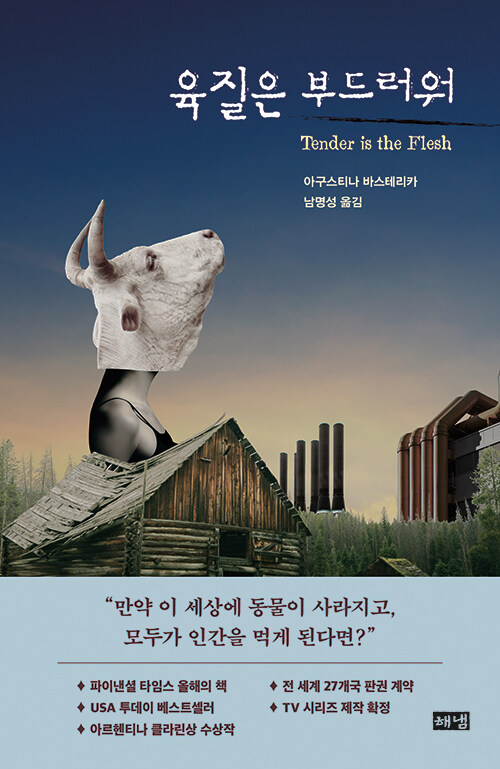 육질은 부드러워
Tender is the Flesh
아구스티나 바스테리카
남명성 옮김
“만약 이 세상에 동물이 사라지고,
모두가 인간을 먹게 된다면?”
♦ 파이낸셜 타임스 올해의 책
♦ USA 투데이 베스트셀러
♦ 아르헨티나 클라린상 수상작
♦ 전 세계 27개국 판권 계약
♦ TV 시리즈 제작 확정
해냄